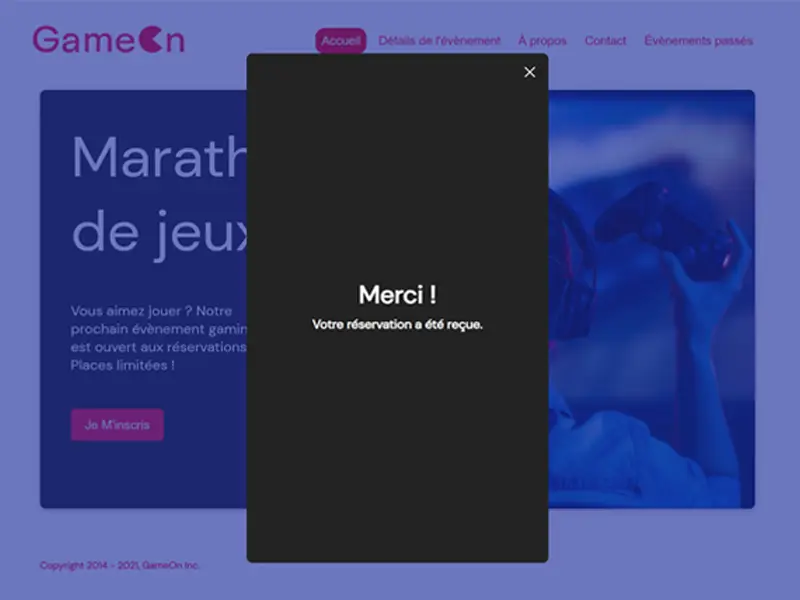 GameOn
Accueil Détails de l'évènement À propos Contact Évènements passés
Marath
de jeux
Vous aimez jouer ? Notre
prochain évènement gamin
est ouvert aux réservations
Places limitées !
Je M'inscris
Merci !
Votre réservation a été reçue.
Copyright 2014 - 2021, GameOn Inc.